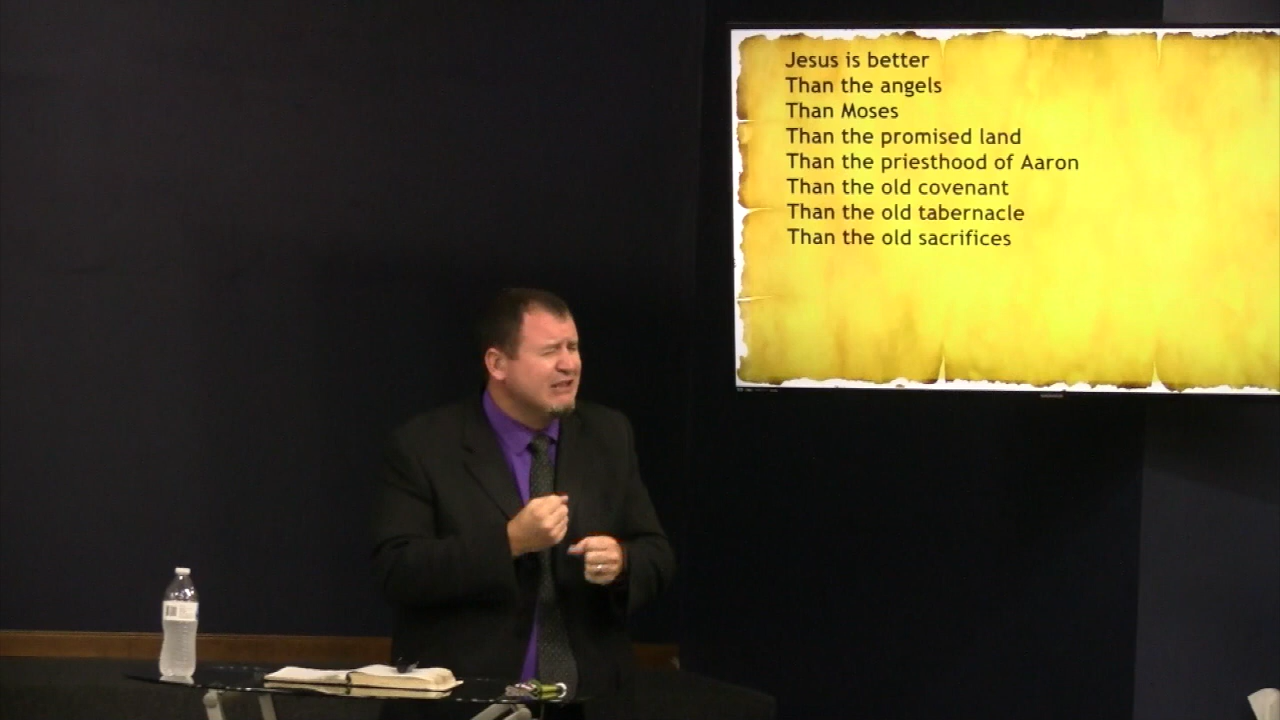 Jesus is better
Than the angels
Than Moses
Than the promised land
Than the priesthood of Aaron
Than the old covenant
Than the old tabernacle
Than the old sacrifices